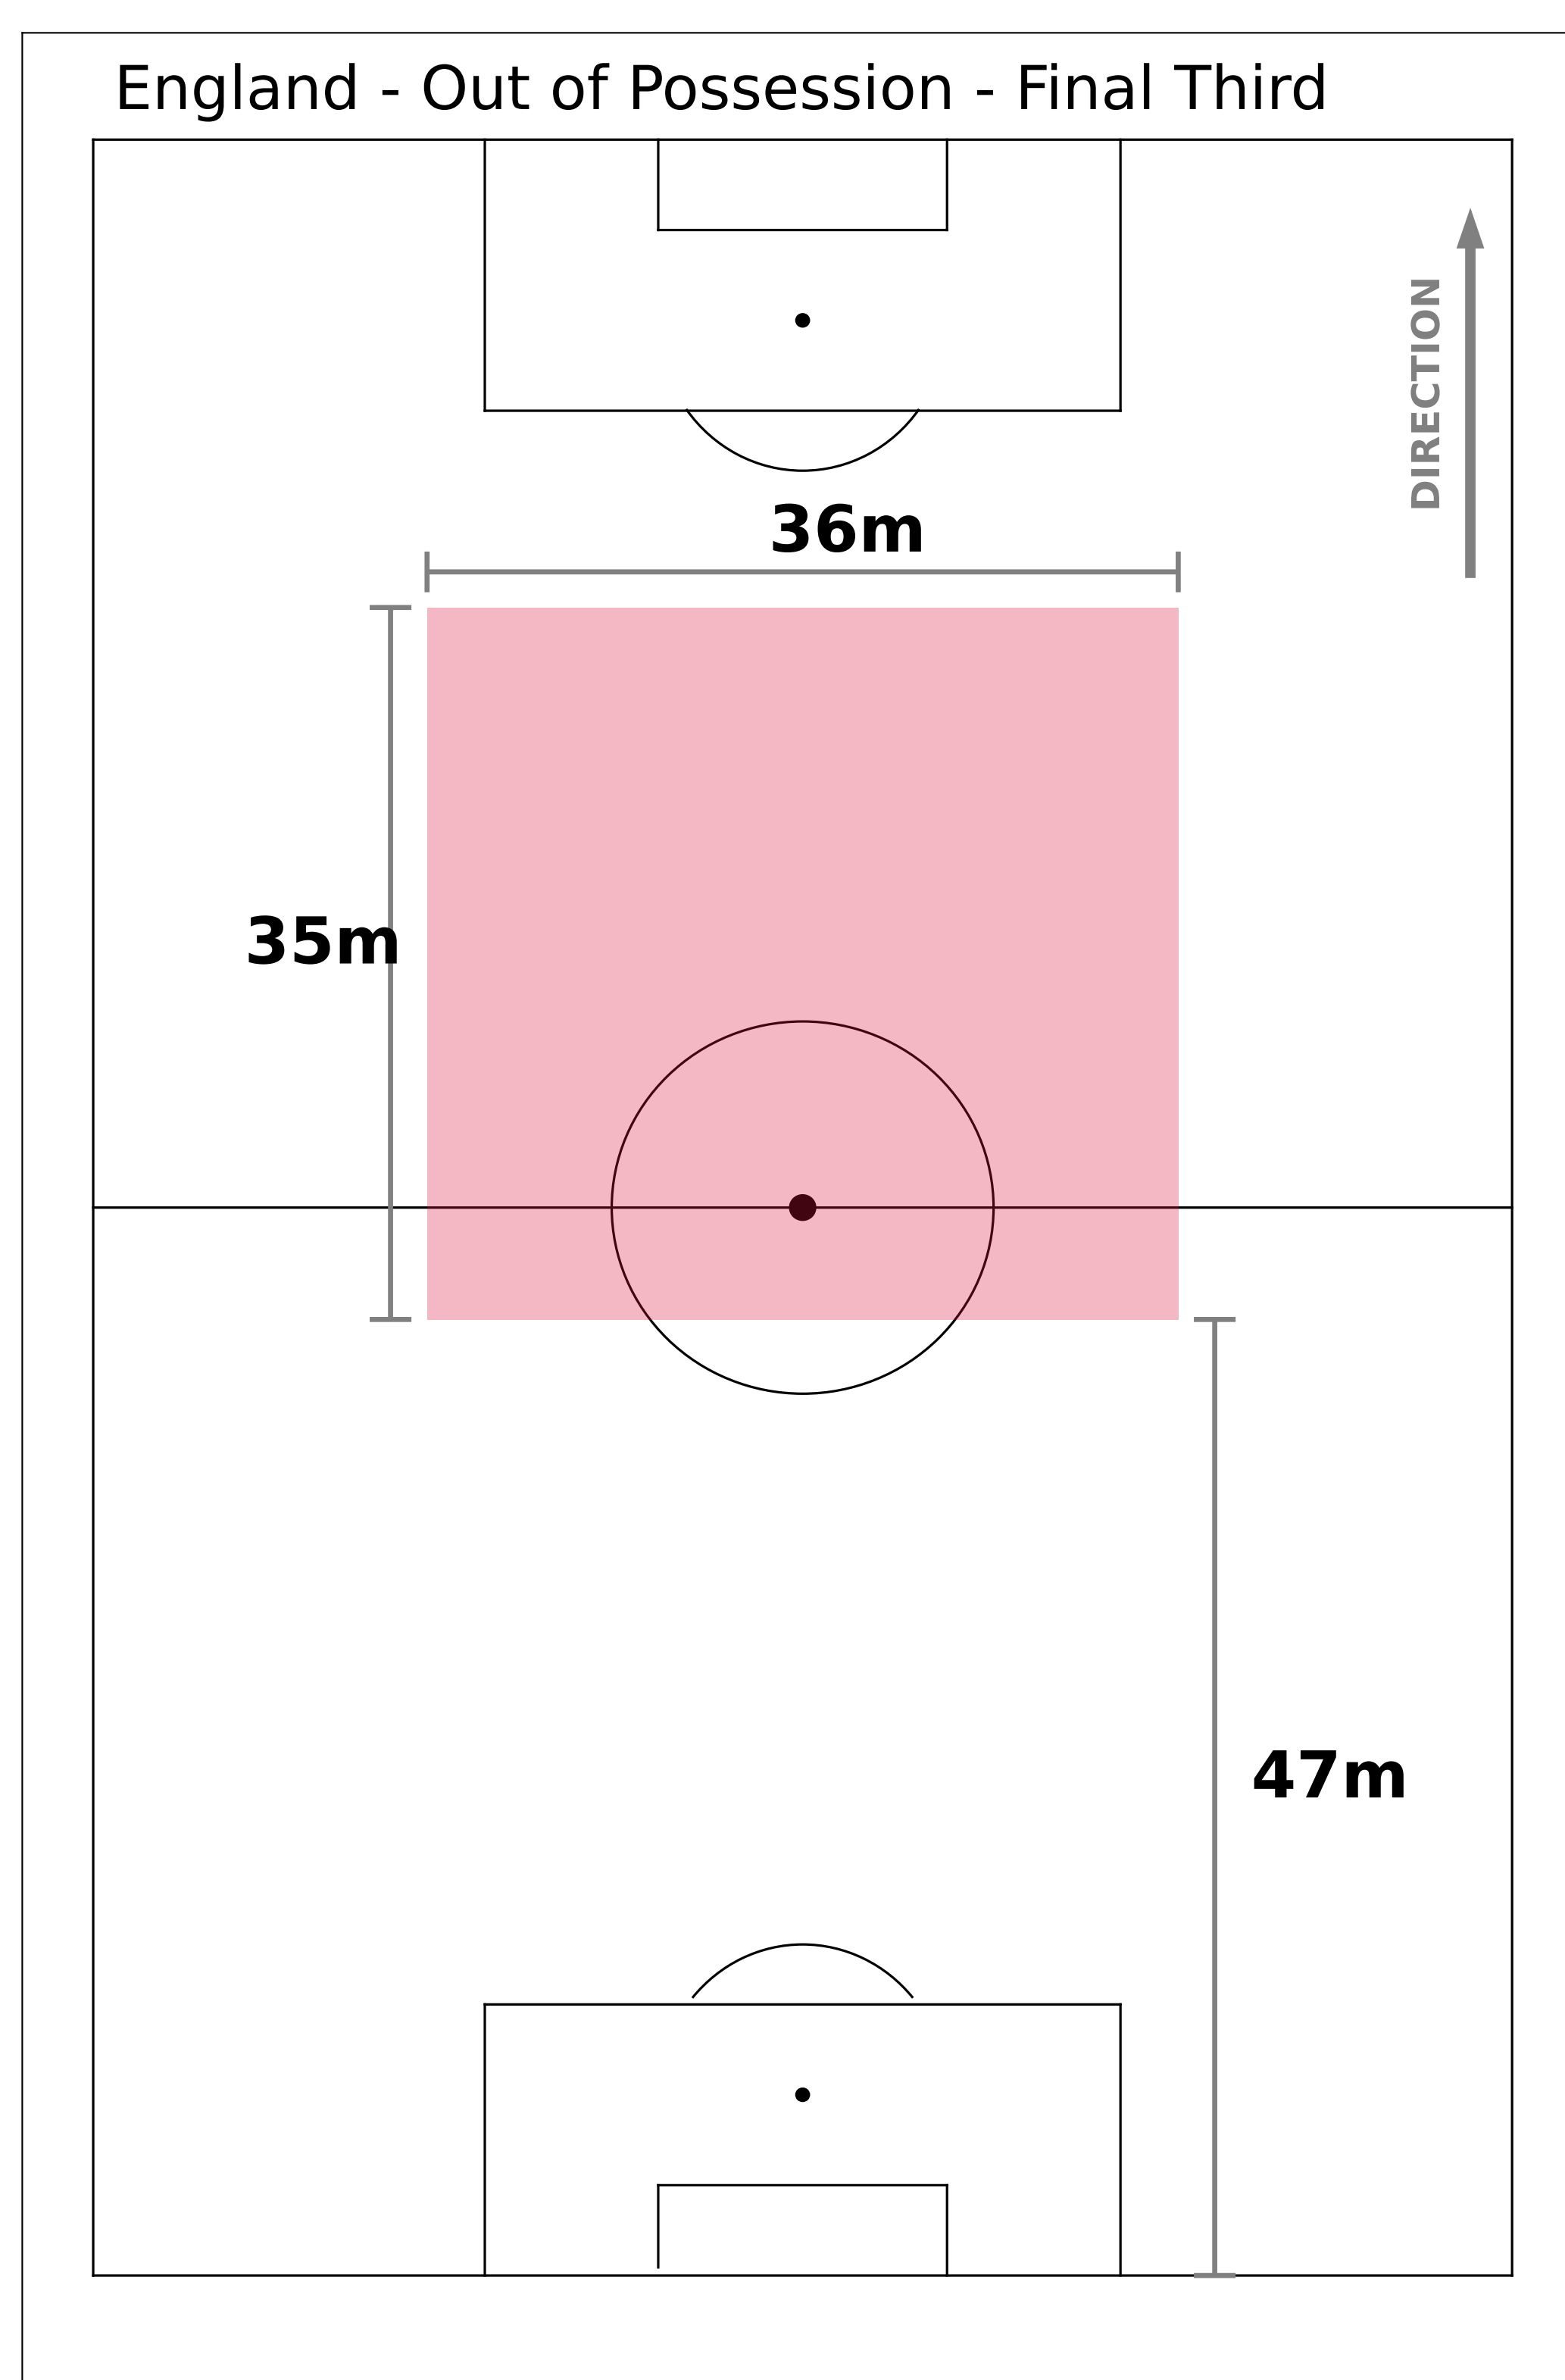 England - Out of Possession - Final Third
DIRECTION
36m
35m
47m